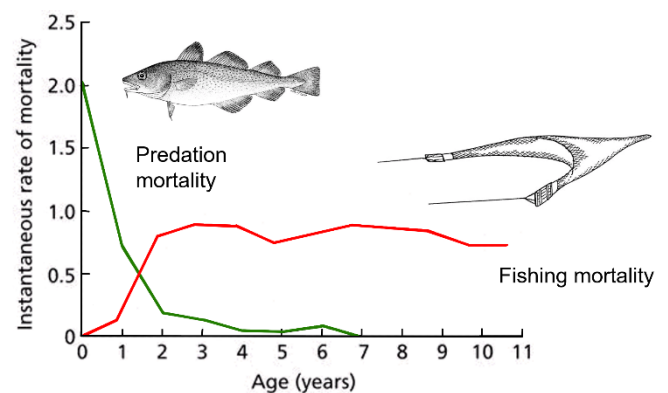 Instantaneous rate of mortality
2.5
2.0
1.5
1.0
0.5
0
Predation
mortality
Fishing mortality
0 1 2 3 4 5 6 7 8 9 10 11
Age (years)